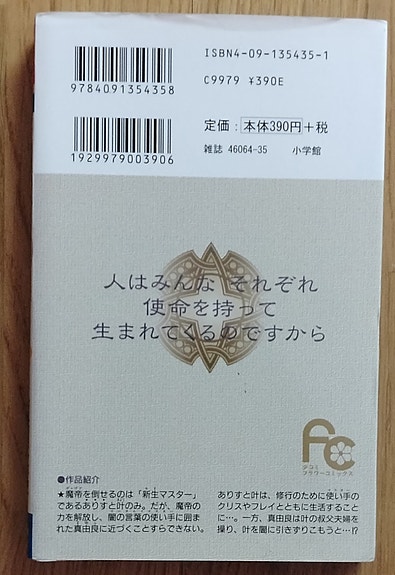 ISBN4-09-135435-1
C9979 ¥390E
9784091354358
定価：本体390円+税
雑誌 46064-35 小学館
1929979003906
人はみんな それぞれ
使命を持って
生まれてくるのですから
FC
フラワーコミックス
●作品紹介
★魔帝を倒せるのは「新生マスター」
であるありすと叶のみ。だが、魔帝の
力を解放し、闇の言葉の使い手に囲ま
れた真由良に近づくことすらできない。
ありすと叶は、修行のために使い手の
クリスやフレイとともに生活すること
に…。一方、真由良は叶の叔父夫婦を
操り、叶を闇に引きずりこもうと…!?